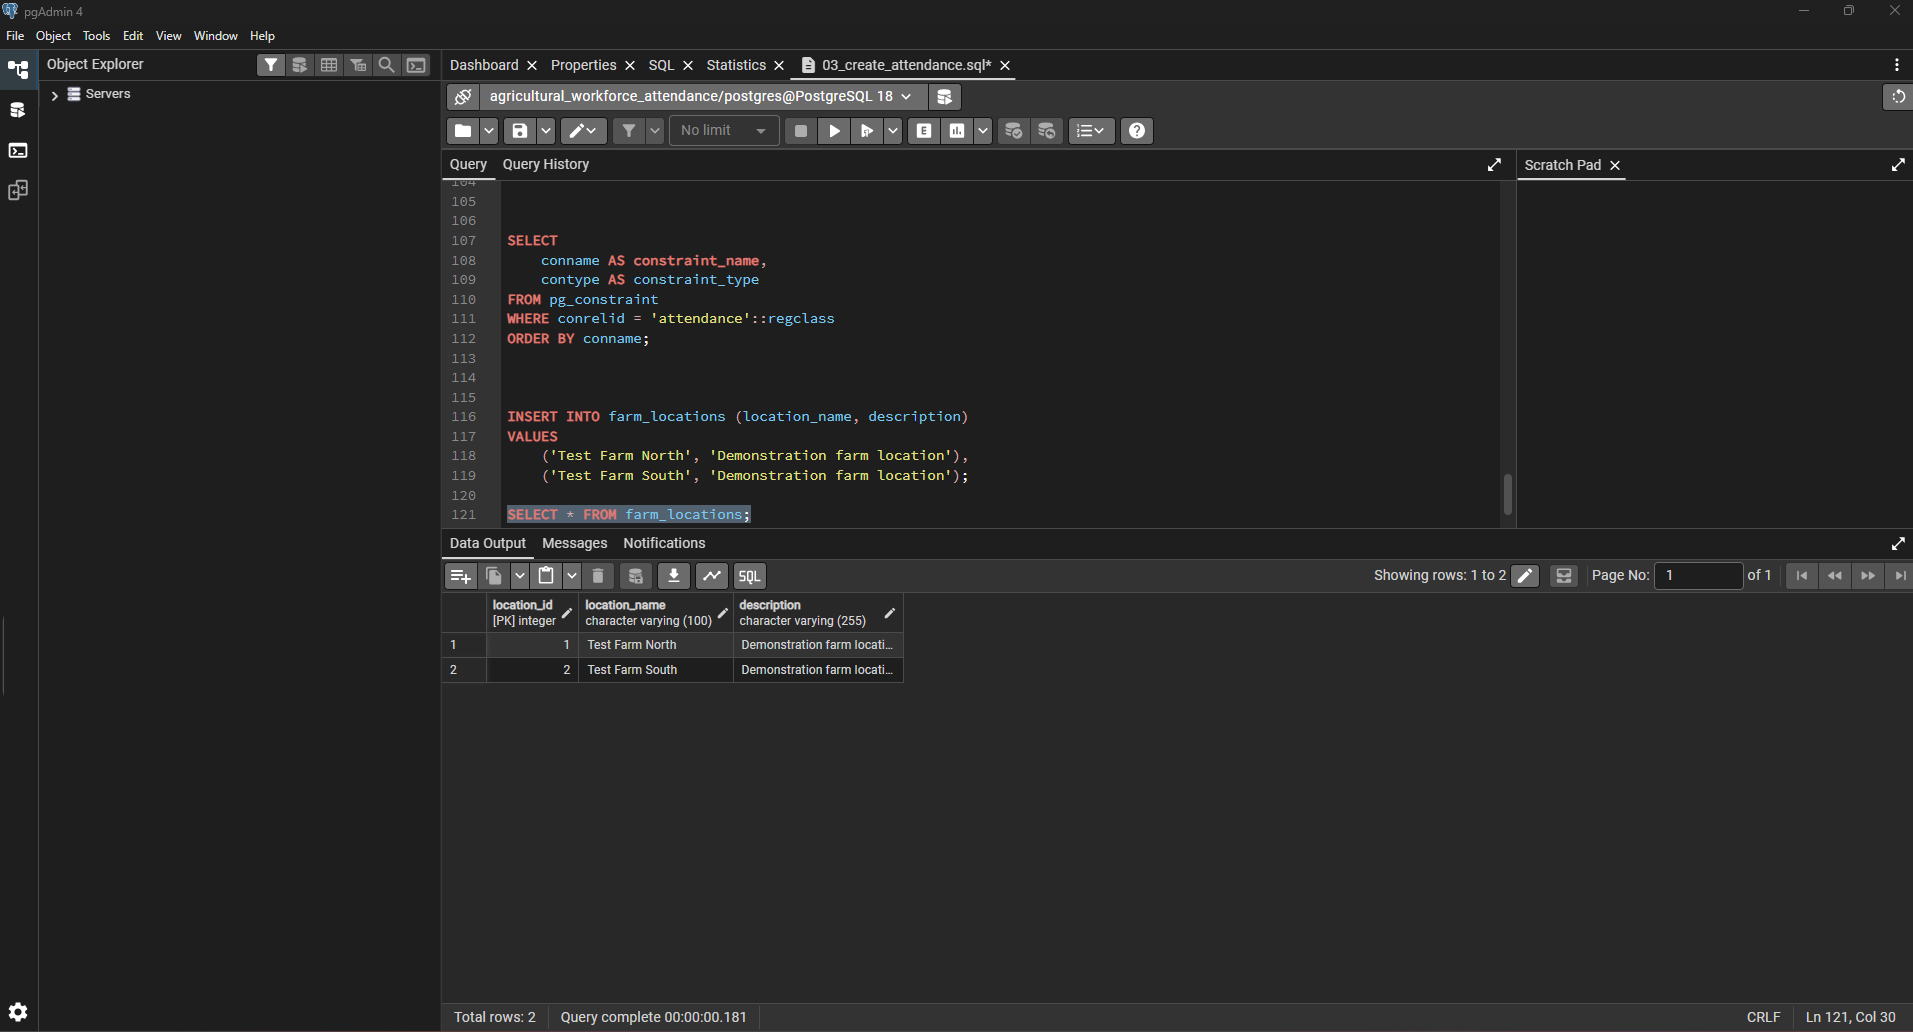 pgAdmin 4
File Object Tools Edit View Window Help
Object Explorer
Servers
Dashboard Properties SQL Statistics 03_create_attendance.sql*
agricultural_workforce_attendance/postgres@PostgreSQL 18
No limit E
Query Query History
Scratch Pad
104
105
106
107 SELECT
108 conname AS constraint_name,
109 contype AS constraint_type
110 FROM pg_constraint
111 WHERE conrelid = 'attendance'::regclass
112 ORDER BY conname;
113
114
115
116 INSERT INTO farm_locations (location_name, description)
117 VALUES
118 ('Test Farm North', 'Demonstration farm location'),
119 ('Test Farm South', 'Demonstration farm location');
120
121 SELECT * FROM farm_locations;
Data Output Messages Notifications
SQL Showing rows: 1 to 2 Page No: 1 of 1
location_id location_name description
[PK] integer character varying (100) character varying (255)
1 1 Test Farm North Demonstration farm locati...
2 2 Test Farm South Demonstration farm locati...
Total rows: 2 Query complete 00:00:00.181 CRLF Ln 121, Col 30